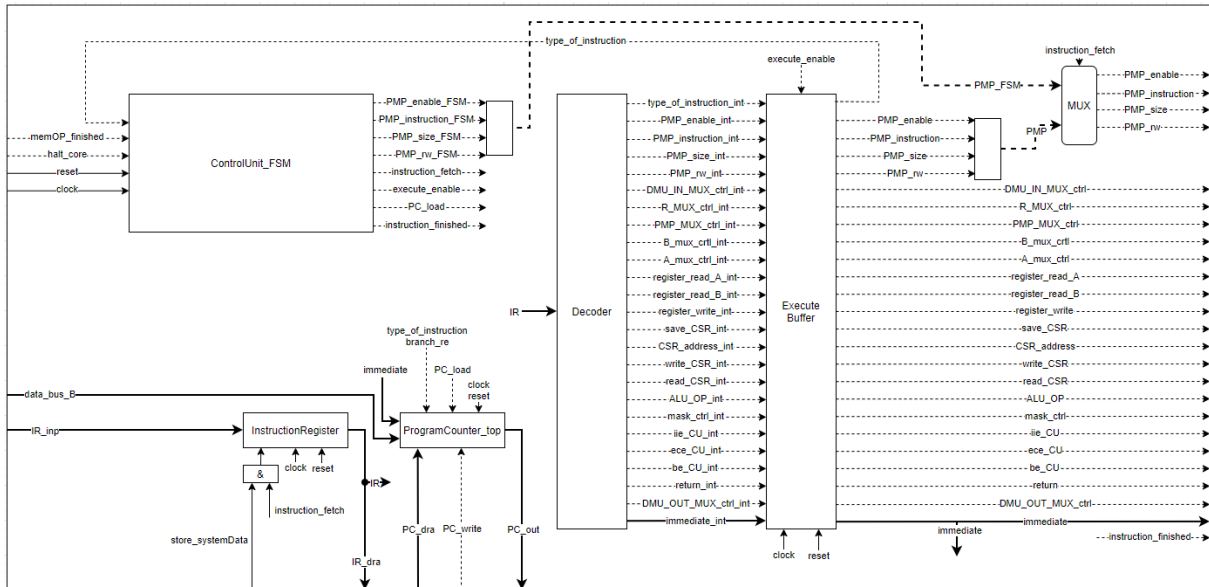 type_of_instruction
instruction_fetch
execute_enable
PMP_enable
PMP_instruction
PMP_size
PMP_rw
PMP_FSM
MUX
PMP
memOP_finished
halt_core
reset
clock
ControlUnit_FSM
PMP_enable_FSM
PMP_instruction_FSM
PMP_size_FSM
PMP_rw_FSM
instruction_fetch
execute_enable
PC_load
instruction_finished
IR
Decoder
type_of_instruction_int
PMP_enable_int
PMP_instruction_int
PMP_size_int
PMP_rw_int
DMU_IN_MUX_ctrl_int
R_MUX_ctrl_int
PMP_MUX_ctrl_int
B_mux_crtl_int
A_mux_ctrl_int
register_read_A_int
register_read_B_int
register_write_int
save_CSR_int
CSR_address_int
write_CSR_int
read_CSR_int
ALU_OP_int
mask_ctrl_int
iie_CU_int
ece_CU_int
be_CU_int
return_int
DMU_OUT_MUX_ctrl_int
immediate_int
Execute
Buffer
clock
reset
PMP_enable
PMP_instruction
PMP_size
PMP_rw
DMU_IN_MUX_ctrl
R_MUX_ctrl
PMP_MUX_ctrl
B_mux_crtl
A_mux_ctrl
register_read_A
register_read_B
register_write
save_CSR
CSR_address
write_CSR
read_CSR
ALU_OP
mask_ctrl
iie_CU
ece_CU
be_CU
return
DMU_OUT_MUX_ctrl
immediate
immediate
instruction_finished
type_of_instruction
branch_re
immediate
PC_load
clock
reset
data_bus_B
IR_inp
InstructionRegister
ProgramCounter_top
clock
reset
&
IR
instruction_fetch
store_systemData
IR_dra
PC_dra
PC_write
PC_out